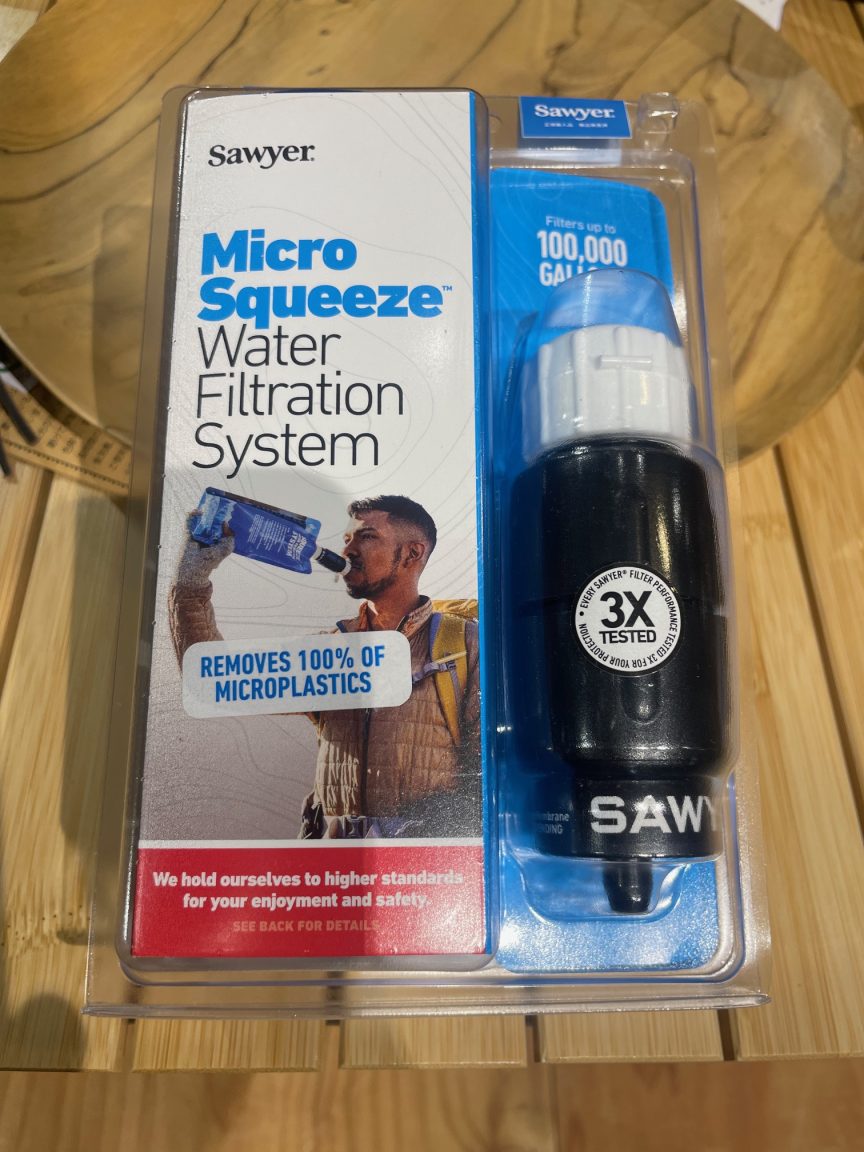 Sawyer®
Micro
Squeeze™
Water
Filtration
System
REMOVES 100% OF
MICROPLASTICS
We hold ourselves to higher standards
for your enjoyment and safety.
SEE BACK FOR DETAILS
Sawyer
Filters up to
100,000
GAL
• EVERY SAWYER® FILTER PERFORMANCE TESTED 3X FOR YOUR PROTECTION
3X
TESTED
SAWY